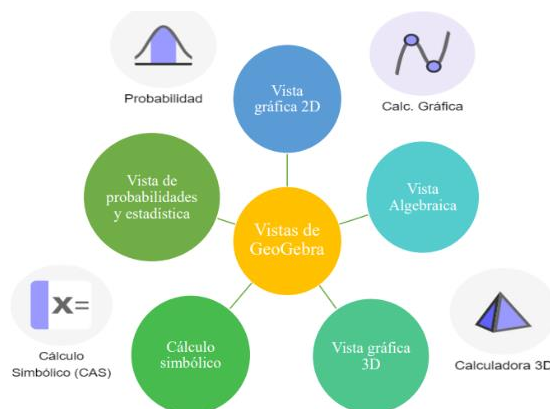 Vista
gráfica 2D
Probabilidad
Calc. Gráfica
Vista de
probabilidades
y estadística
Vista
Algebraica
Vistas de
GeoGebra
X=
Cálculo
Simbólico (CAS)
Cálculo
simbólico
Vista gráfica
3D
Calculadora 3D